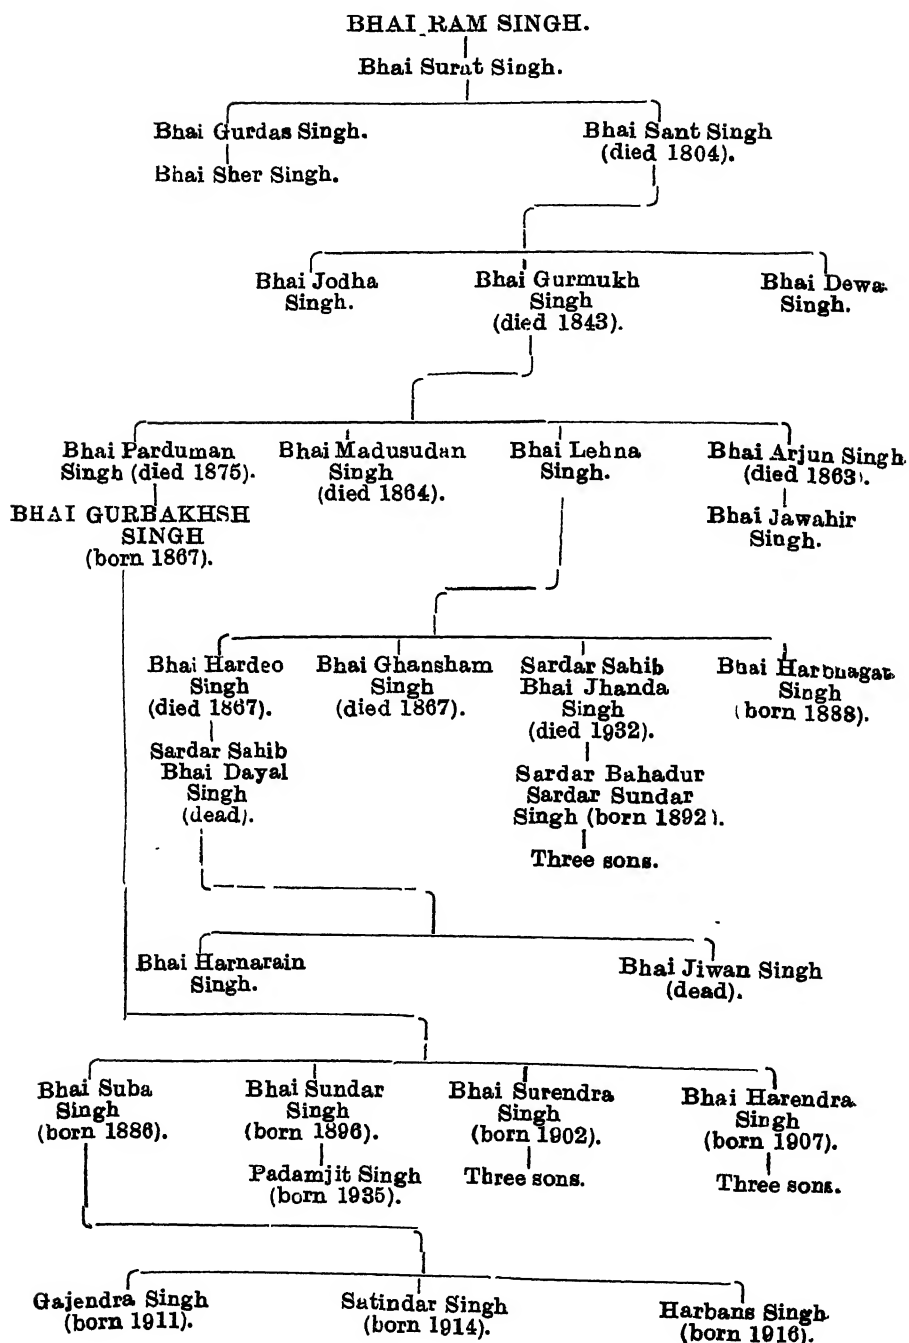 BHAI RAM SINGH.
Bhai Surat Singh.
Bhai Gurdas Singh.
Bhai Sher Singh.
Bhai Sant Singh
(died 1804).
Bhai Jodha
Singh.
Bhai Gurmukh
Singh
(died 1843).
Bhai Dewa
Singh.
Bhai Parduman
Singh (died 1875).
BHAI GURBAKHSH
SINGH
(born 1867).
Bhai Madusudan
Singh
(died 1864).
Bhai Lehna
Singh.
Bhai Arjun Singh
(died 1863).
Bhai Jawahir
Singh.
Bhai Hardeo
Singh
(died 1867).
Sardar Sahib
Bhai Dayal
Singh
(dead).
Bhai Ghansham
Singh
(died 1867).
Sardar Sahib
Bhai Jhanda
Singh
(died 1932).
Sardar Bahadur
Sardar Sundar
Singh (born 1892).
Three sons.
Bhai Harbhagat
Singh
(born 1888).
Bhai Harnarain
Singh.
Bhai Jiwan Singh
(dead).
Bhai Suba
Singh
(born 1886).
Bhai Sundar
Singh
(born 1896).
Padamjit Singh
(born 1935).
Bhai Surendra
Singh
(born 1902).
Three sons.
Bhai Harendra
Singh
(born 1907).
Three sons.
Gajendra Singh
(born 1911).
Satindar Singh
(born 1914).
Harbans Singh
(born 1916).